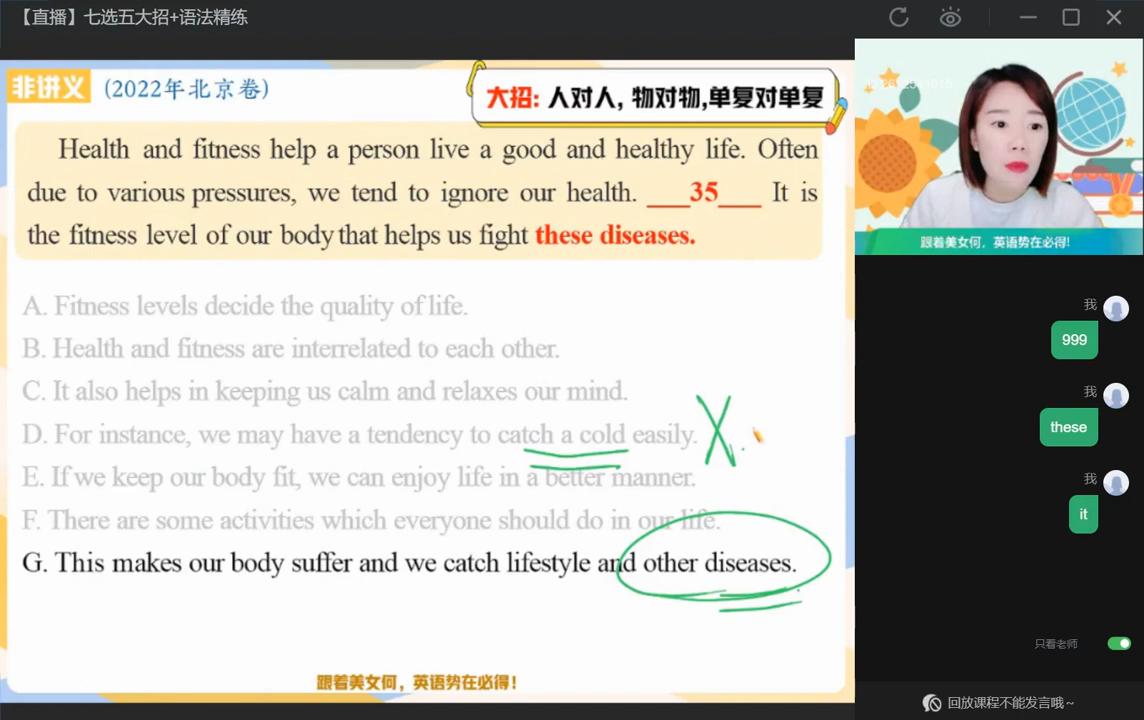 【直播】七选五大招+语法精练
非讲义 (2022年北京卷)
大招: 人对人, 物对物,单复对单复
Health and fitness help a person live a good and healthy life. Often
due to various pressures, we tend to ignore our health. ___35___ It is
the fitness level of our body that helps us fight these diseases.
A. Fitness levels decide the quality of life.
B. Health and fitness are interrelated to each other.
C. It also helps in keeping us calm and relaxes our mind.
D. For instance, we may have a tendency to catch a cold easily.
E. If we keep our body fit, we can enjoy life in a better manner.
F. There are some activities which everyone should do in our life.
G. This makes our body suffer and we catch lifestyle and other diseases.
跟着美女何，英语势在必得!
跟着美女何，英语势在必得!
我
999
我
these
我
it
只看老师
回放课程不能发言哦~